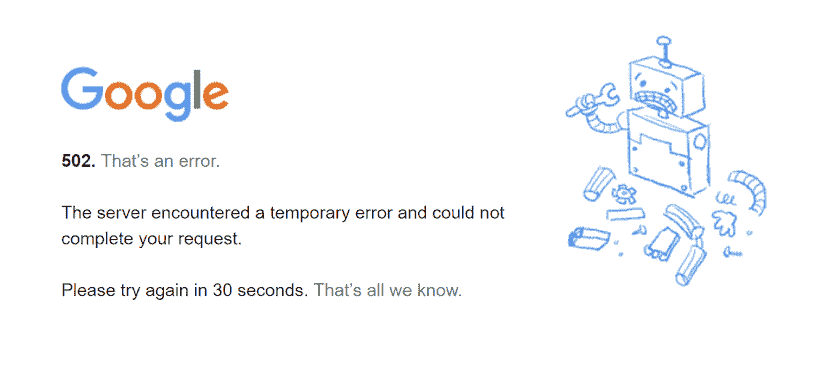 Google
502. That's an error.
The server encountered a temporary error and could not
complete your request.
Please try again in 30 seconds. That's all we know.